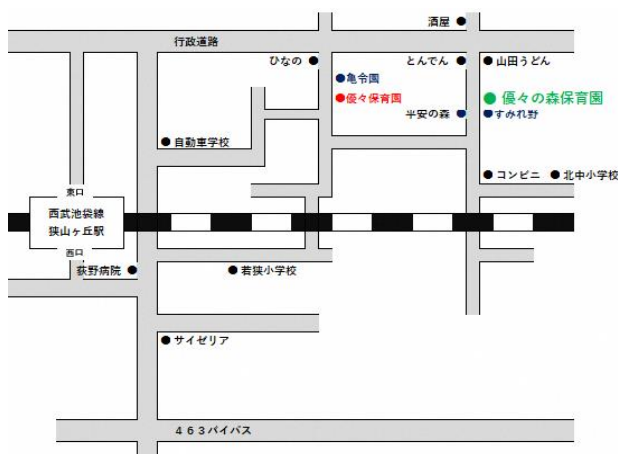 酒屋
行政道路
ひなの
とんでん
山田うどん
亀令園
優々保育園
優々の森保育園
半安の森
すみれ野
自動車学校
コンビニ
北中小学校
東口
西武池袋線
狭山ヶ丘駅
西口
荻野病院
若狭小学校
サイゼリア
463バイパス